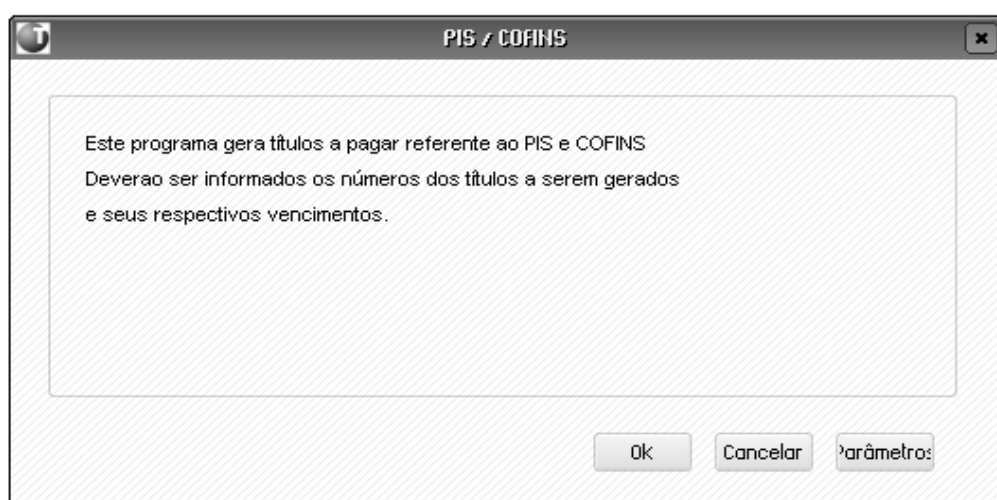 PIS / COFINS
Este programa gera títulos a pagar referente ao PIS e COFINS
Deverao ser informados os números dos títulos a serem gerados
e seus respectivos vencimentos.
Ok
Cancelar
Parâmetros